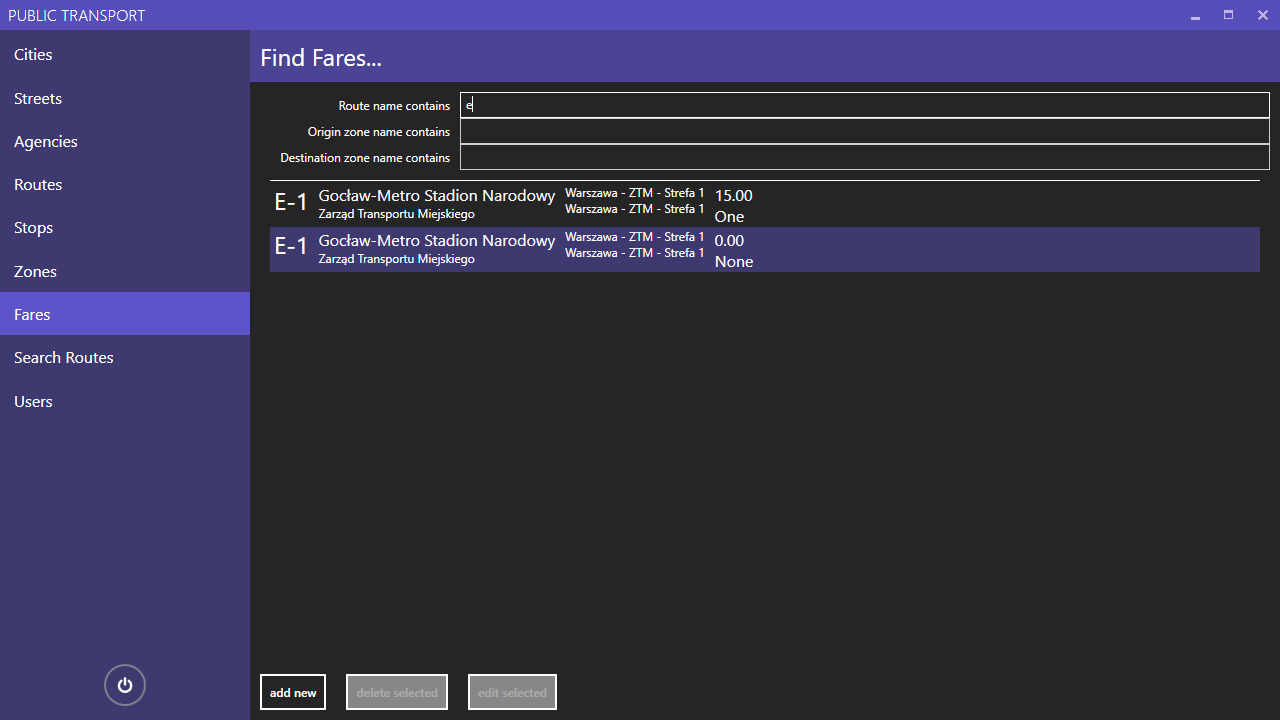 PUBLIC TRANSPORT
Cities
Streets
Agencies
Routes
Stops
Zones
Fares
Search Routes
Users
Find Fares...
Route name contains
e
Origin zone name contains
Destination zone name contains
E-1
Gocław-Metro Stadion Narodowy
Zarząd Transportu Miejskiego
Warszawa - ZTM - Strefa 1
Warszawa - ZTM - Strefa 1
15.00
One
E-1
Gocław-Metro Stadion Narodowy
Zarząd Transportu Miejskiego
Warszawa - ZTM - Strefa 1
Warszawa - ZTM - Strefa 1
0.00
None
add new
delete selected
edit selected